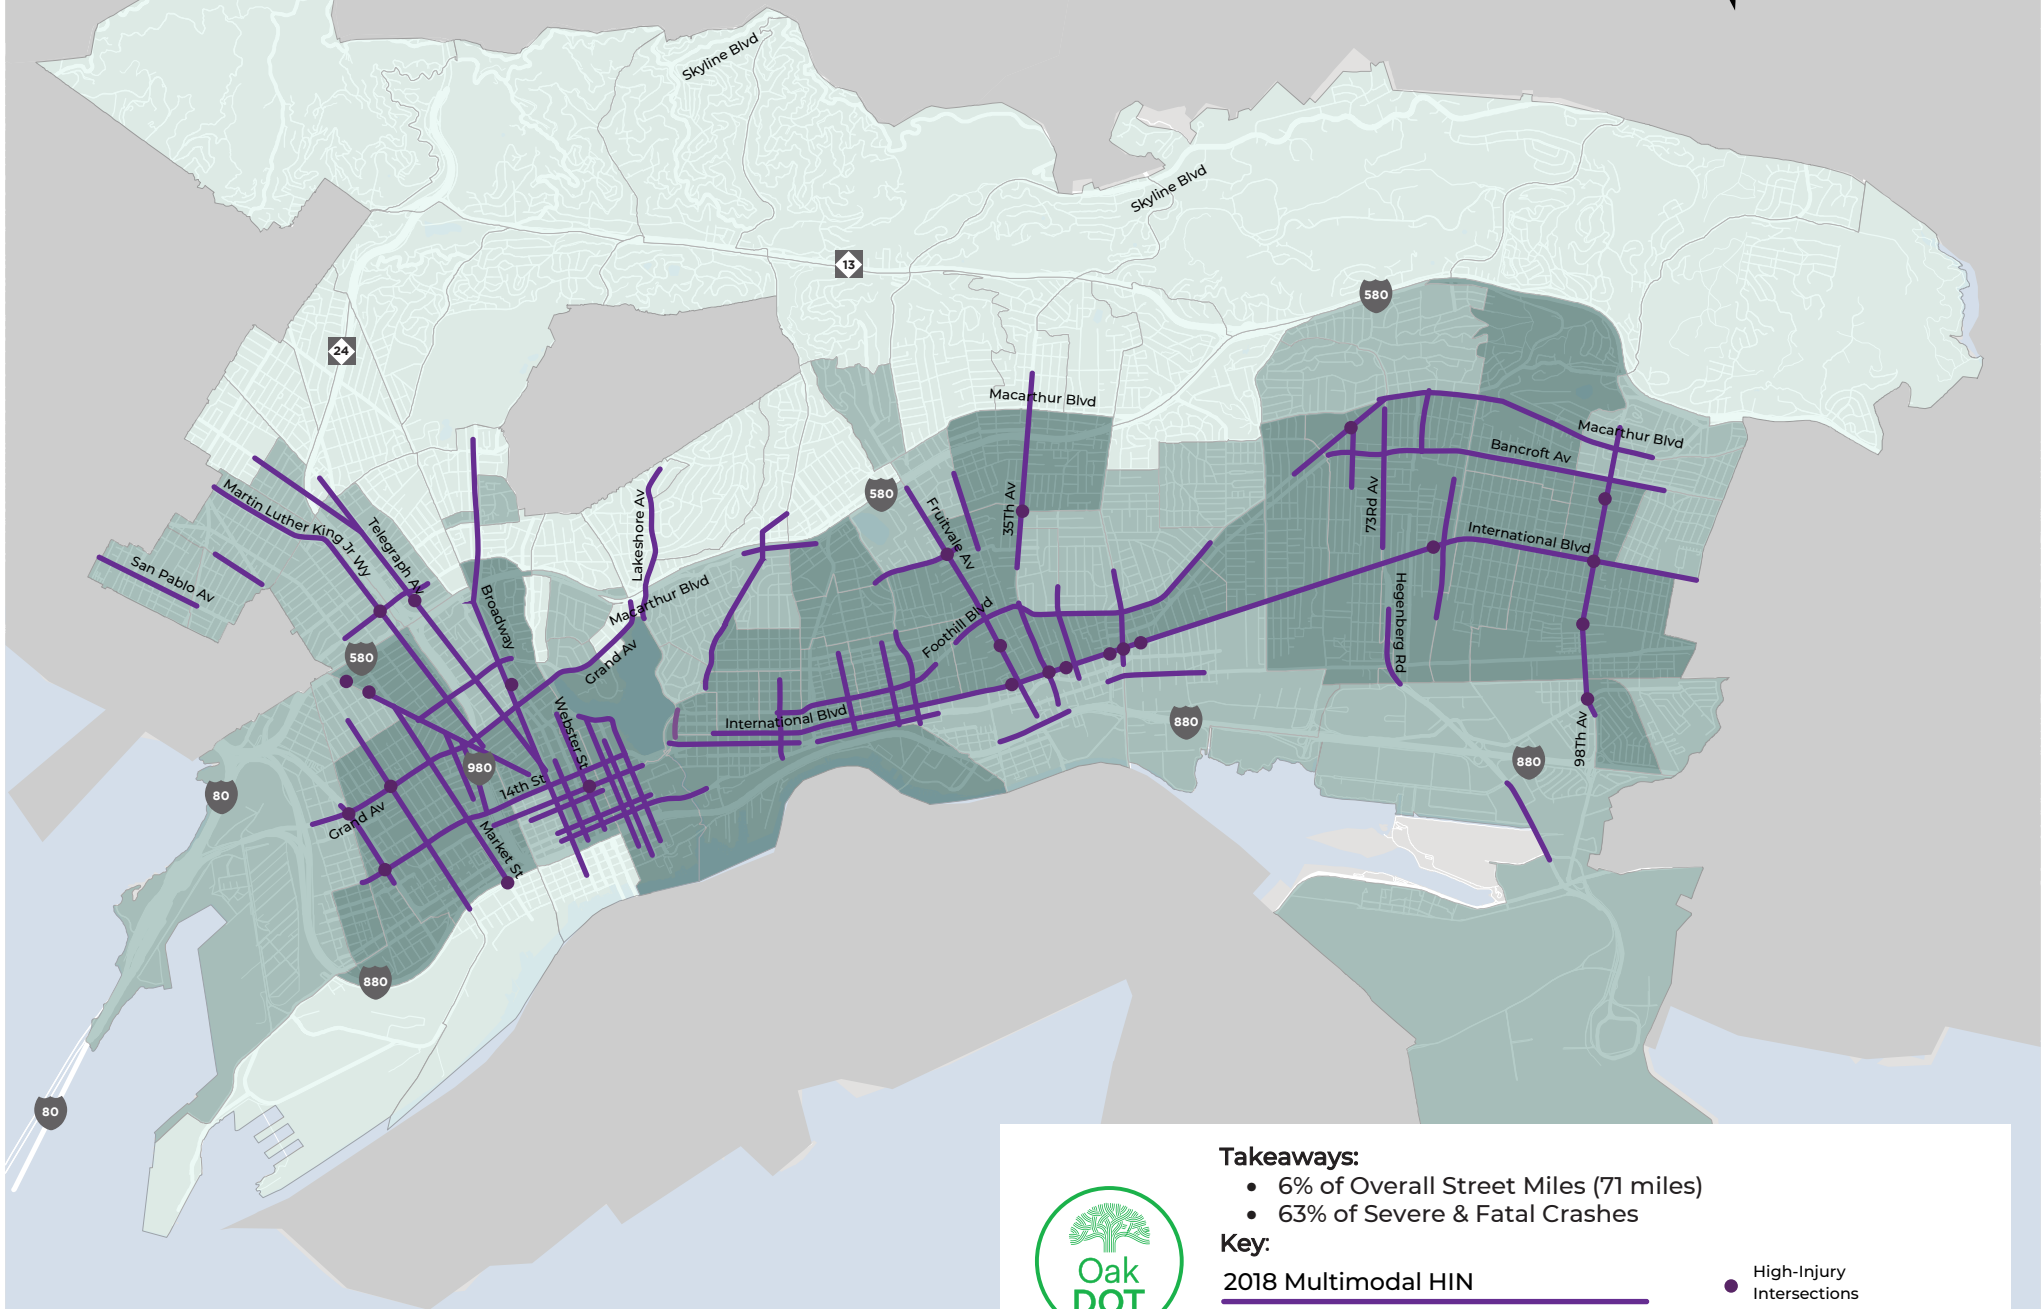 Skyline Blvd
Skyline Blvd
13
580
24
Macarthur Blvd
Macarthur Blvd
Bancroft Av
580
35Th Av
73Rd Av
Fruitvale Av
Lakeshore Av
Martin Luther King Jr Wy
Telegraph Av
International Blvd
San Pablo Av
Broadway
Macarthur Blvd
Foothill Blvd
Hegenberg Rd
580
Grand Av
Webster St
International Blvd
880
98Th Av
880
980
14th St
80
Grand Av
Market St
880
80
Takeaways:
• 6% of Overall Street Miles (71 miles)
• 63% of Severe & Fatal Crashes
Key:
Oak
DOT
2018 Multimodal HIN
High-Injury
Intersections